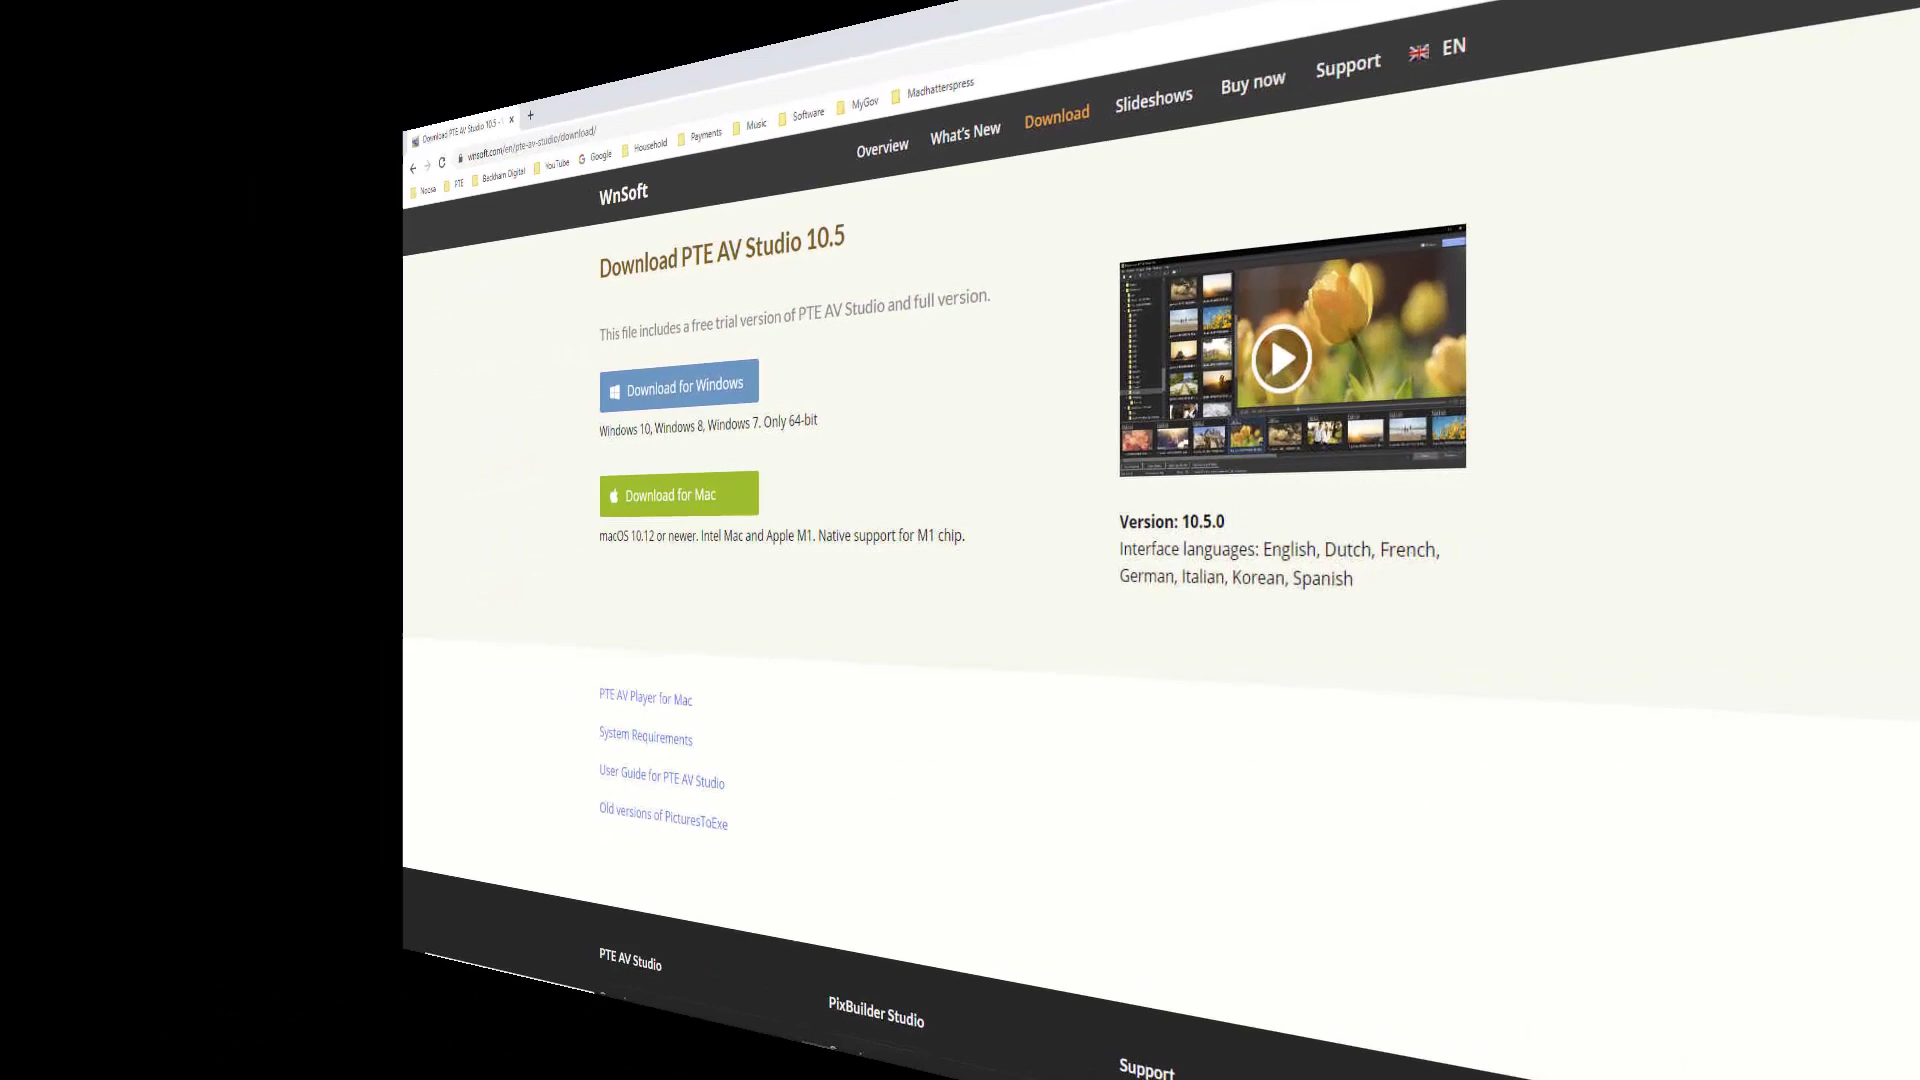 Download PTE AV Studio 10.5 -
wnsoft.com/en/pte-av-studio/download/
Noosa PTE Beckham Digital YouTube Google Household Payments Music Software MyGov Madhatterspress
WnSoft Overview What's New Download Slideshows Buy now Support EN
Download PTE AV Studio 10.5
This file includes a free trial version of PTE AV Studio and full version.
Download for Windows
Windows 10, Windows 8, Windows 7. Only 64-bit
Download for Mac
macOS 10.12 or newer. Intel Mac and Apple M1. Native support for M1 chip.
Version: 10.5.0
Interface languages: English, Dutch, French,
German, Italian, Korean, Spanish
PTE AV Player for Mac
System Requirements
User Guide for PTE AV Studio
Old versions of PicturesToExe
PTE AV Studio
PixBuilder Studio
Support